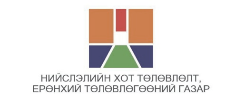 НИЙСЛЭЛИЙН ХОТ ТӨЛӨВЛӨЛТ,
ЕРӨНХИЙ ТӨЛӨВЛӨГӨӨНИЙ ГАЗАР